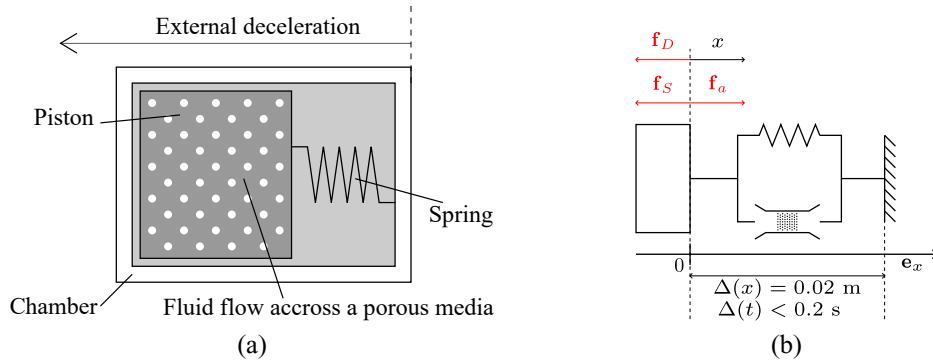 External deceleration
Piston
Spring
Chamber
Fluid flow accross a porous media
(a)
f_D x
f_S f_a
0 e_x
Δ(x) = 0.02 m
Δ(t) < 0.2 s
(b)